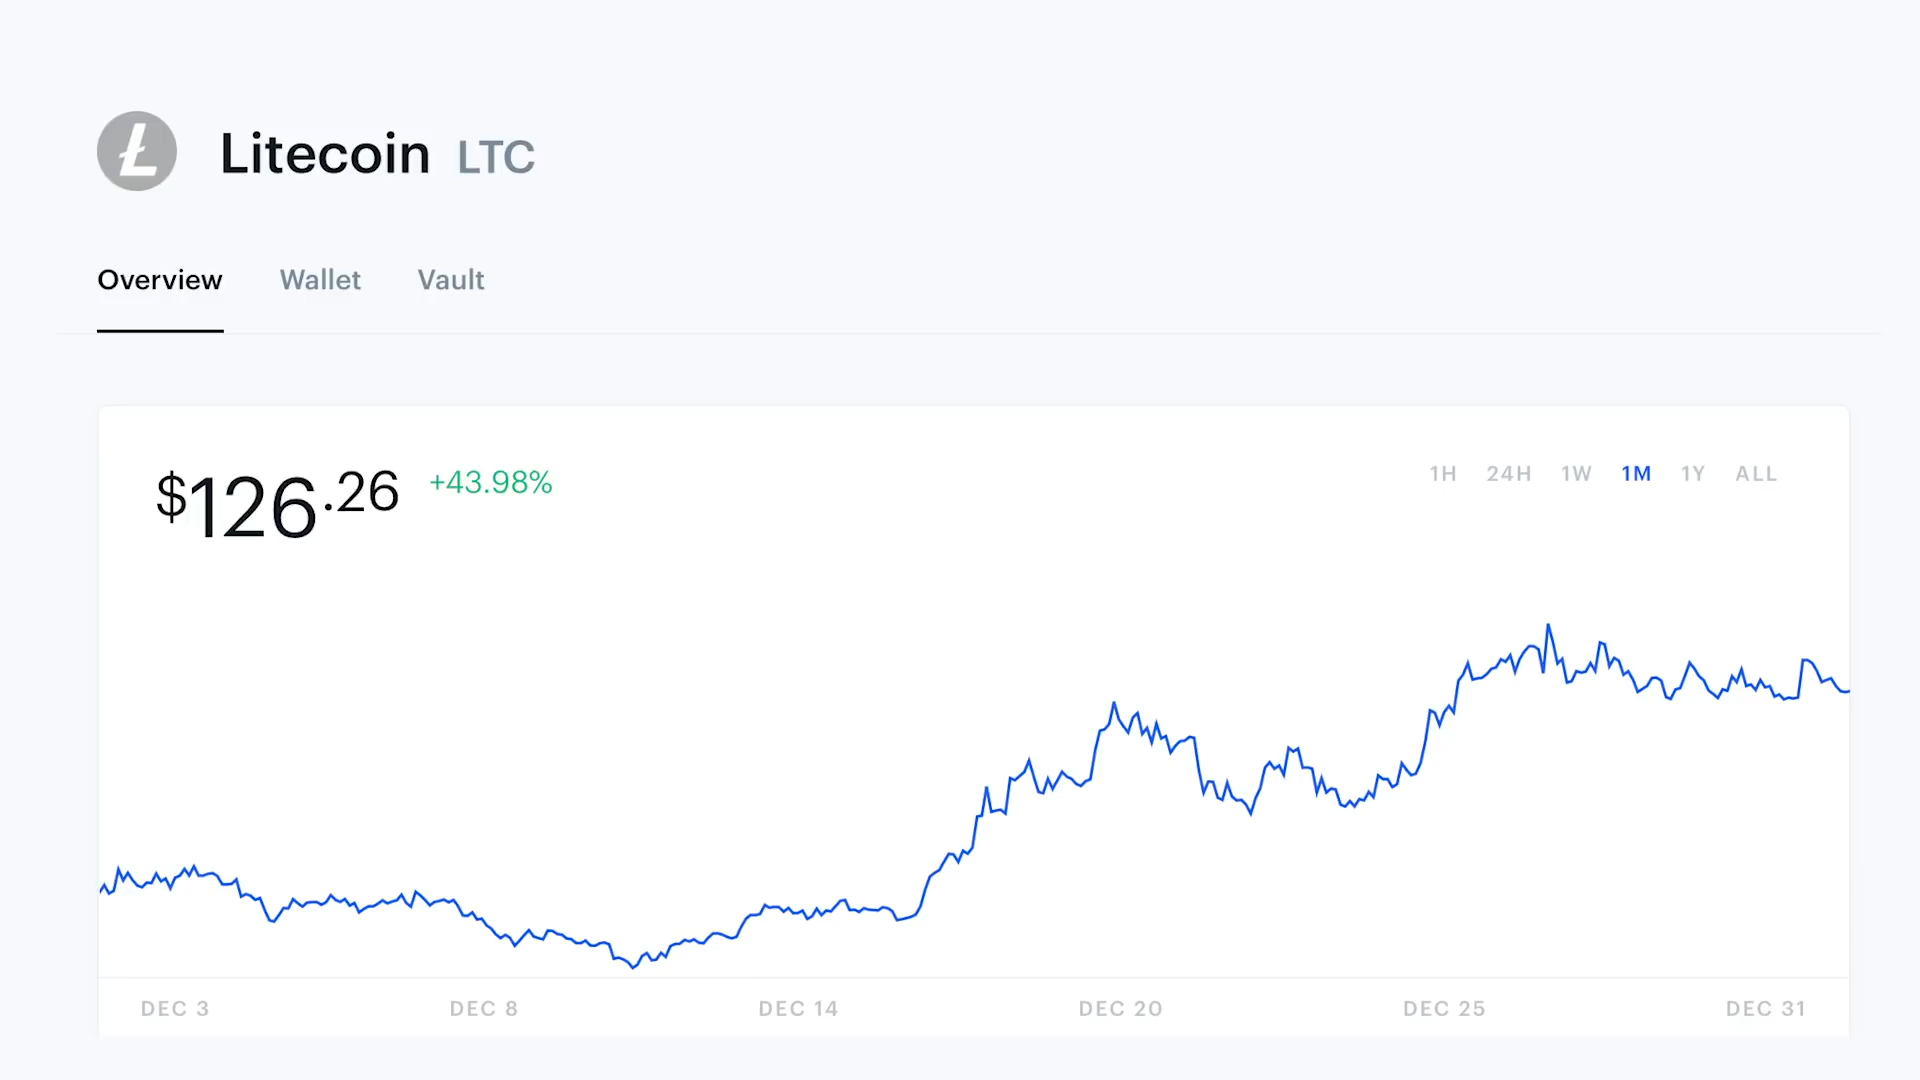 Litecoin LTC
Overview Wallet Vault
$126.26 +43.98%
1H 24H 1W 1M 1Y ALL
DEC 3 DEC 8 DEC 14 DEC 20 DEC 25 DEC 31